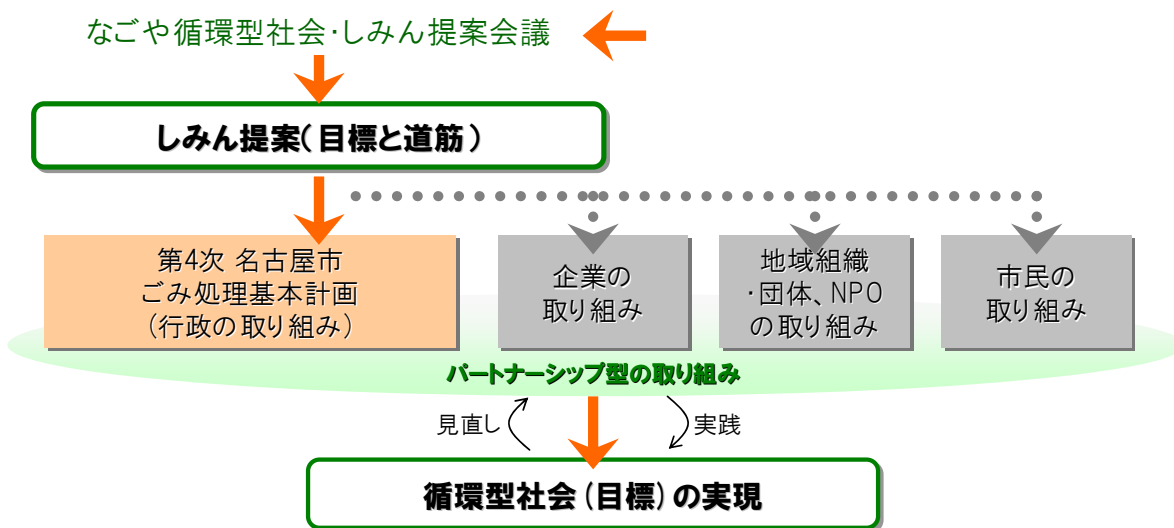 なごや循環型社会・しみん提案会議
しみん提案(目標と道筋)
第4次 名古屋市
ごみ処理基本計画
(行政の取り組み)
企業の
取り組み
地域組織
・団体、NPO
の取り組み
市民の
取り組み
パートナーシップ型の取り組み
見直し
実践
循環型社会(目標)の実現